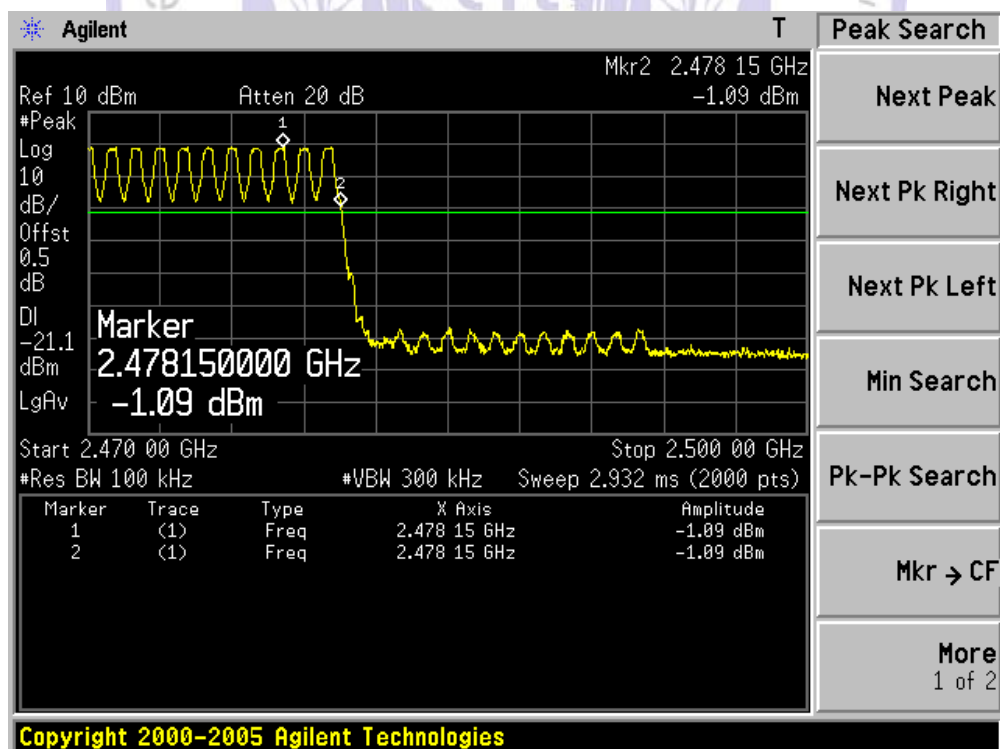 Agilent T
Peak Search
Mkr2 2.478 15 GHz
Ref 10 dBm Atten 20 dB -1.09 dBm
#Peak
Log
10
dB/
Offst
0.5
dB
DI
-21.1
dBm
LgAv
1
2
Marker
2.478150000 GHz
-1.09 dBm
Start 2.470 00 GHz Stop 2.500 00 GHz
#Res BW 100 kHz #VBW 300 kHz Sweep 2.932 ms (2000 pts)
Marker Trace Type X Axis Amplitude
1 (1) Freq 2.478 15 GHz -1.09 dBm
2 (1) Freq 2.478 15 GHz -1.09 dBm
Next Peak
Next Pk Right
Next Pk Left
Min Search
Pk-Pk Search
Mkr → CF
More
1 of 2
Copyright 2000-2005 Agilent Technologies